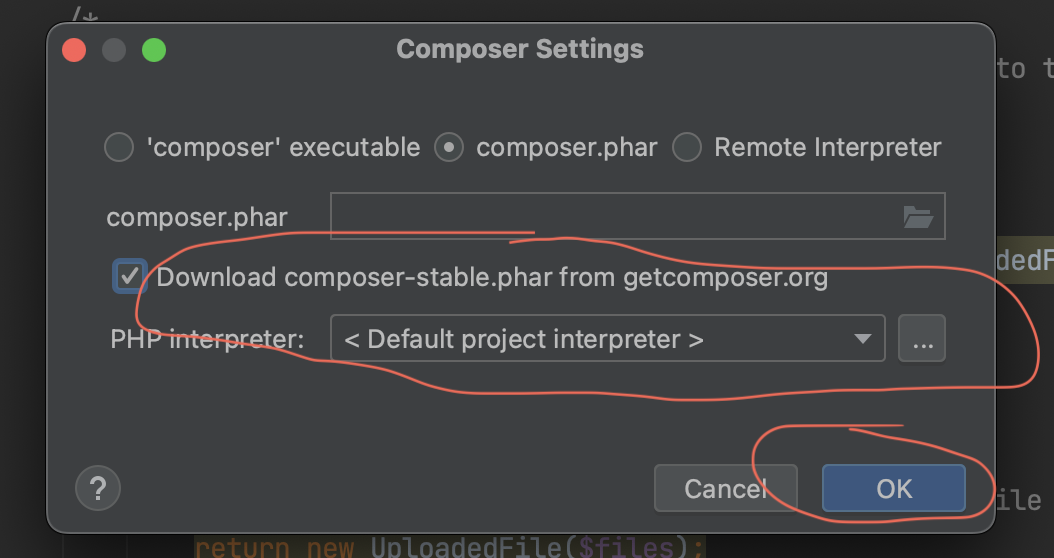 /*
Composer Settings
to t
'composer' executable composer.phar Remote Interpreter
composer.phar
dedF
Download composer-stable.phar from getcomposer.org
PHP interpreter: < Default project interpreter > ...
? Cancel OK
ile
return new UploadedFile($files);